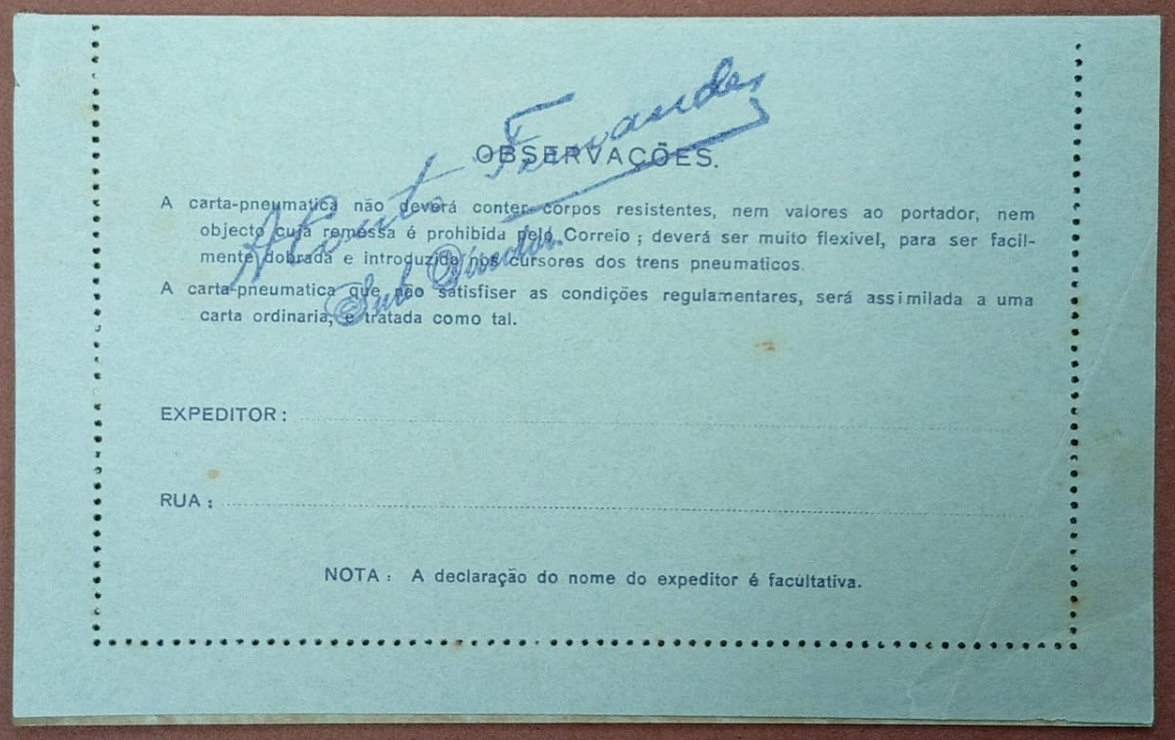 OBSERVAÇÕES.
A carta-pneumatica não deverá conter corpos resistentes, nem valores ao portador, nem
objecto cuja remessa é prohibida pelo Correio ; deverá ser muito flexivel, para ser facil-
mente dobrada e introduzida nos cursores dos trens pneumaticos.
A carta-pneumatica que não satisfiser as condições regulamentares, será assimilada a uma
carta ordinaria, e tratada como tal.
Fernandes
Sub Director
EXPEDITOR :
RUA :
NOTA : A declaração do nome do expeditor é facultativa.